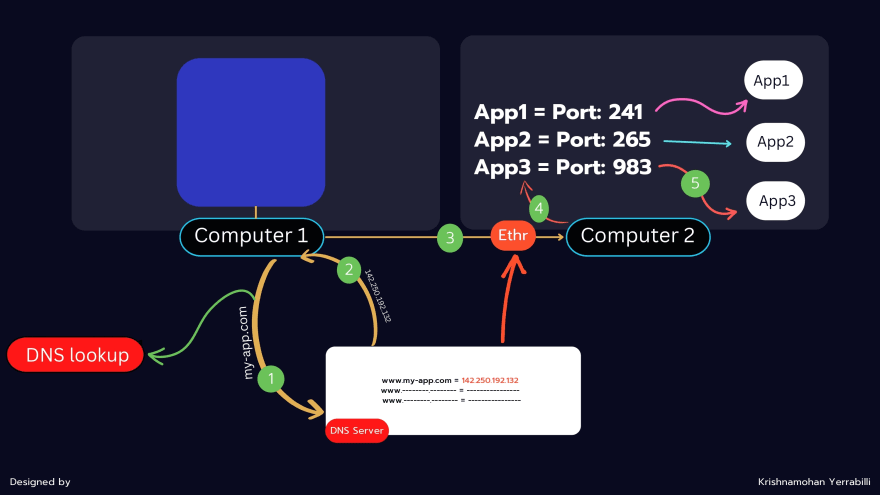 App1
App1 = Port: 241
App2 = Port: 265
App2
App3 = Port: 983
5
App3
4
Computer 1
3
Ethr
Computer 2
2
142.250.192.132
my-app.com
DNS lookup
1
www.my-app.com = 142.250.192.132
www.--------.-------- = ----------------
www.--------.-------- = ----------------
DNS Server
Designed by
Krishnamohan Yerrabilli